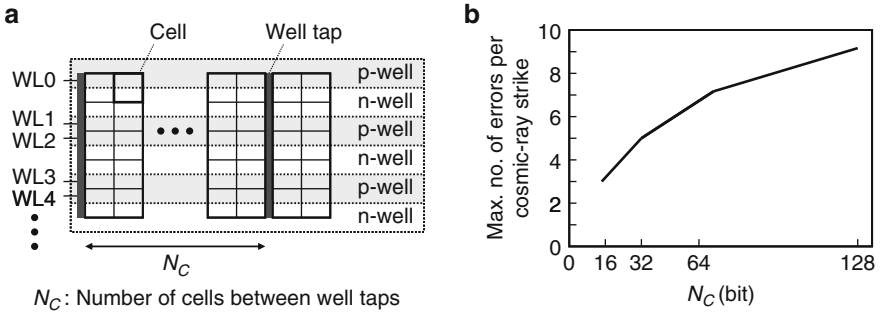 a
Cell
Well tap
WL0
WL1
WL2
WL3
WL4
p-well
n-well
p-well
n-well
p-well
n-well
N_C
N_C : Number of cells between well taps
b
Max. no. of errors per
cosmic-ray strike
10
8
6
4
2
0
0 16 32 64 128
N_C (bit)